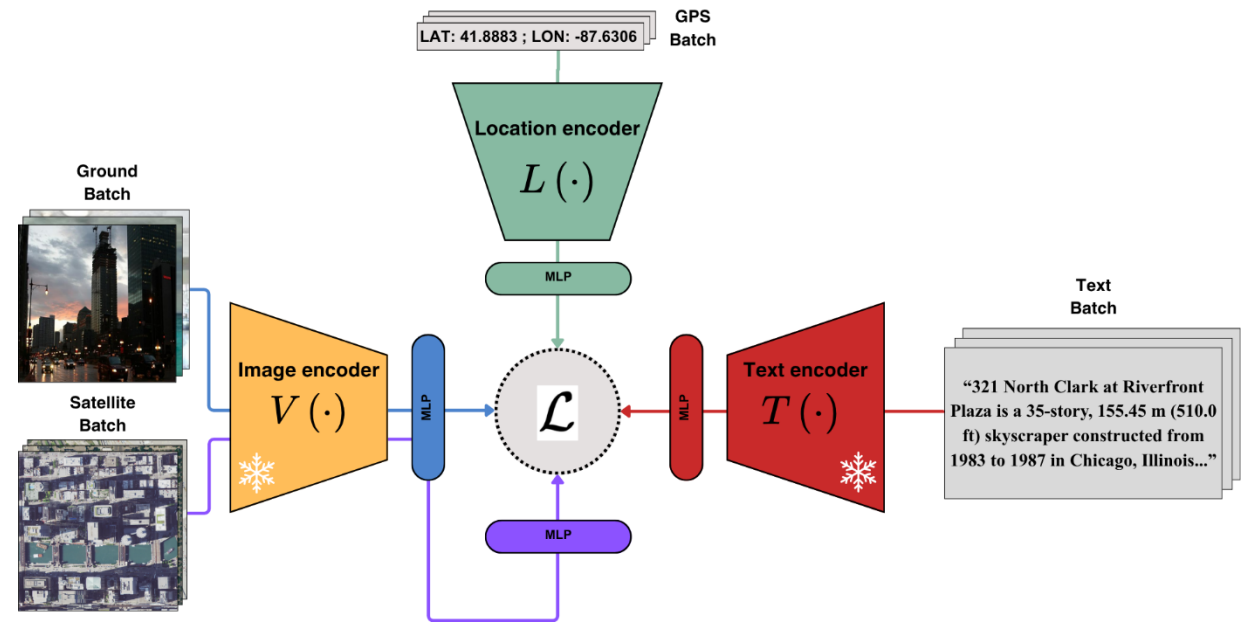 GPS
Batch
LAT: 41.8883 ; LON: -87.6306
Location encoder
L (·)
MLP
Ground
Batch
Satellite
Batch
Image encoder
V (·)
MLP
ℒ
MLP
MLP
Text encoder
T (·)
Text
Batch
“321 North Clark at Riverfront
Plaza is a 35-story, 155.45 m (510.0
ft) skyscraper constructed from
1983 to 1987 in Chicago, Illinois...”